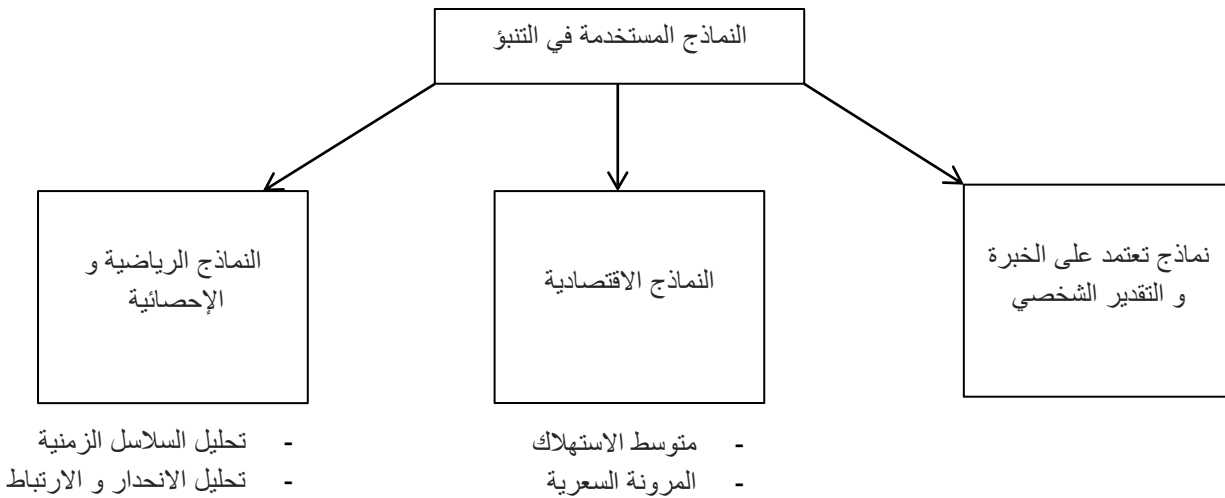 النماذج المستخدمة في التنبؤ
نماذج تعتمد على الخبرة
و التقدير الشخصي
النماذج الاقتصادية
النماذج الرياضية و
الإحصائية
- متوسط الاستهلاك
- المرونة السعرية
- تحليل السلاسل الزمنية
- تحليل الانحدار و الارتباط